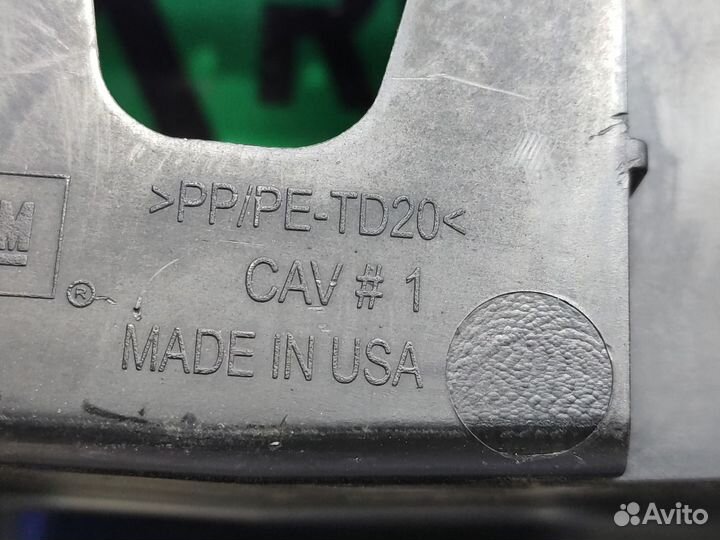 R
>PP/PE-TD20<
M
CAV # 1
®
MADE IN USA
Avito